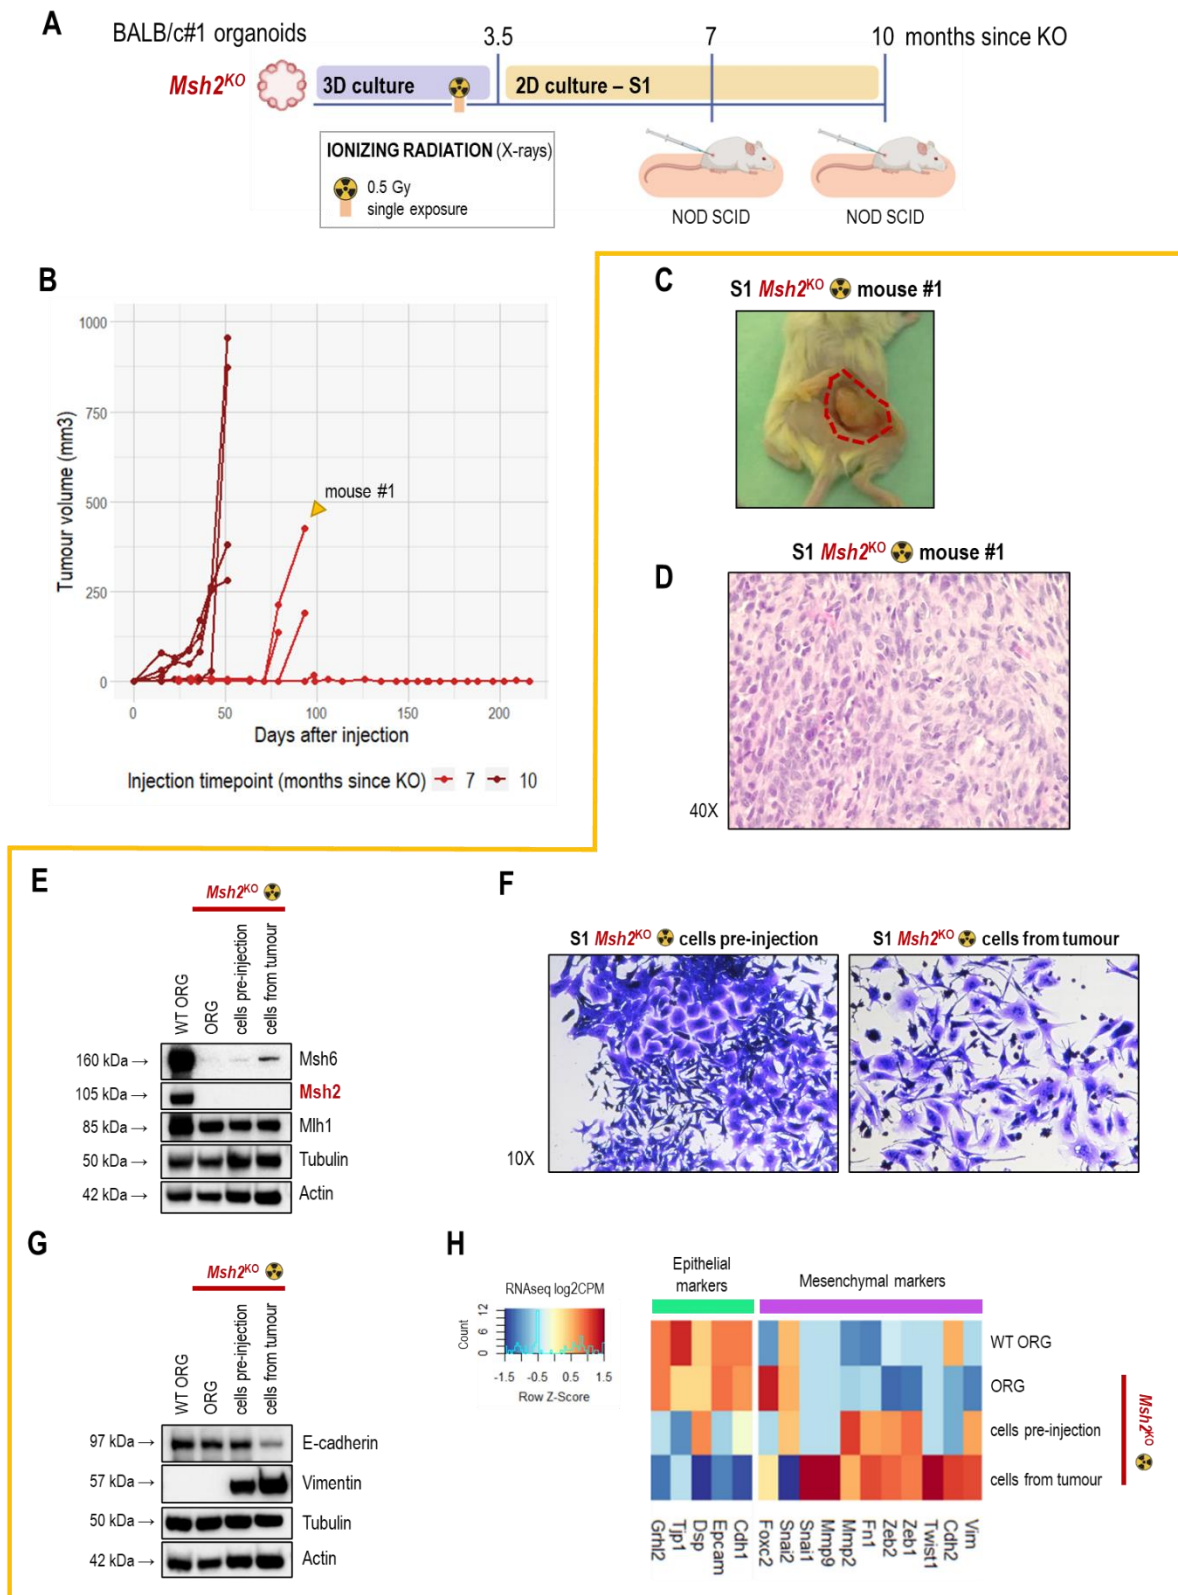 A
BALB/c#1 organoids
3.5
7
10 months since KO
Msh2KO
3D culture
2D culture – S1
IONIZING RADIATION (X-rays)
0.5 Gy
single exposure
NOD SCID
NOD SCID
B
1000
750
500
250
0
Tumour volume (mm3)
mouse #1
0
50
100
150
200
Days after injection
Injection timepoint (months since KO)
7
10
C
S1 Msh2KO mouse #1
D
S1 Msh2KO mouse #1
40X
E
Msh2KO
WT ORG
ORG
cells pre-injection
cells from tumour
160 kDa →
Msh6
105 kDa →
Msh2
85 kDa →
Mlh1
50 kDa →
Tubulin
42 kDa →
Actin
F
S1 Msh2KO cells pre-injection
S1 Msh2KO cells from tumour
10X
G
Msh2KO
WT ORG
ORG
cells pre-injection
cells from tumour
97 kDa →
E-cadherin
57 kDa →
Vimentin
50 kDa →
Tubulin
42 kDa →
Actin
H
RNAseq log2CPM
Count
12
6
0
-1.5
-0.5
0.5
1.5
Row Z-Score
Epithelial
markers
Mesenchymal markers
WT ORG
ORG
cells pre-injection
cells from tumour
Msh2KO
Grhl2
Tjp1
Dsp
Epcam
Cdh1
Foxc2
Snai2
Snai1
Mmp9
Mmp2
Fn1
Zeb2
Zeb1
Twist1
Cdh2
Vim